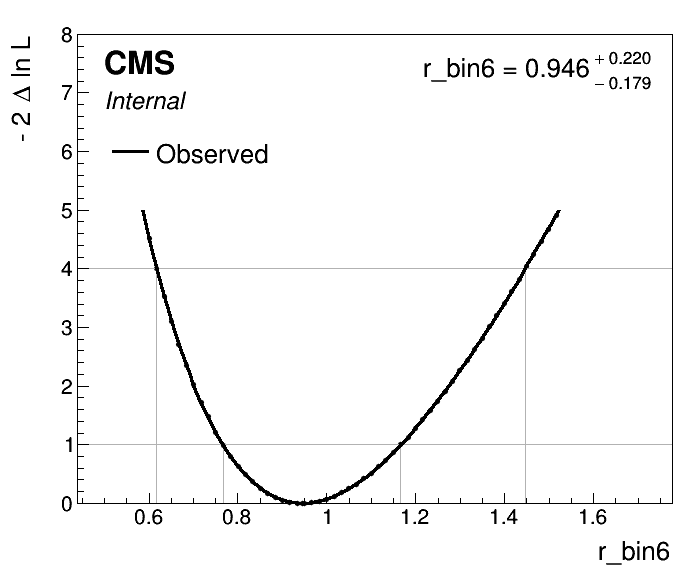 - 2 Δ ln L
8
7
6
5
4
3
2
1
0
CMS
Internal
r_bin6 = 0.946 + 0.220 − 0.179
Observed
0.6 0.8 1 1.2 1.4 1.6
r_bin6